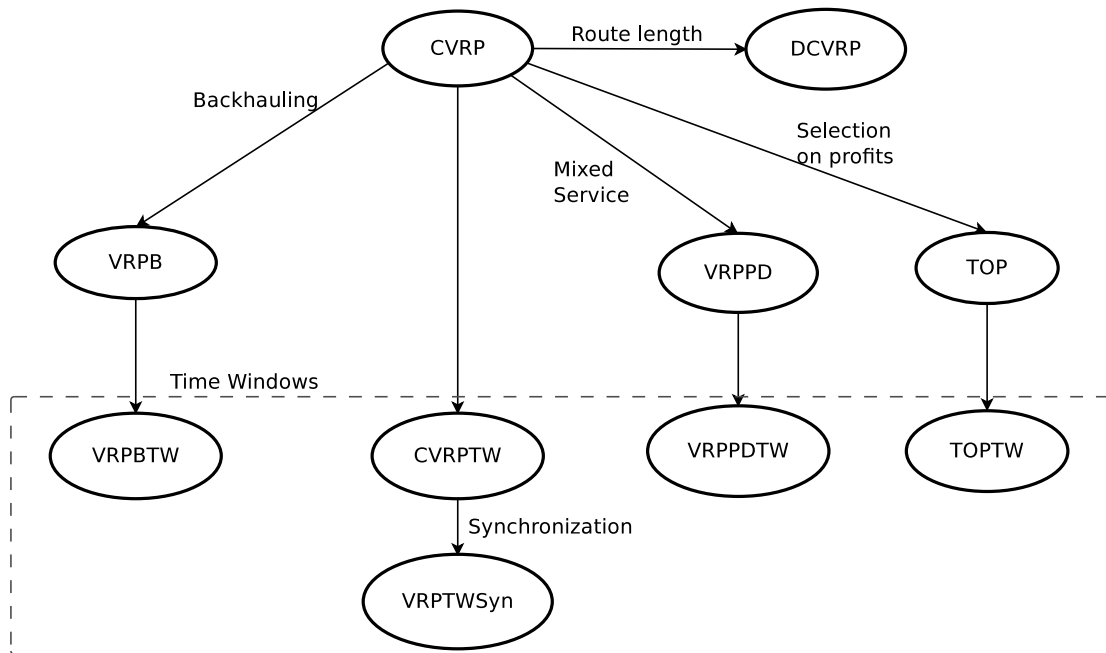 CVRP
Route length
DCVRP
Backhauling
Selection
on profits
Mixed
Service
VRPB
VRPPD
TOP
Time Windows
VRPBTW
CVRPTW
VRPPDTW
TOPTW
Synchronization
VRPTWSyn